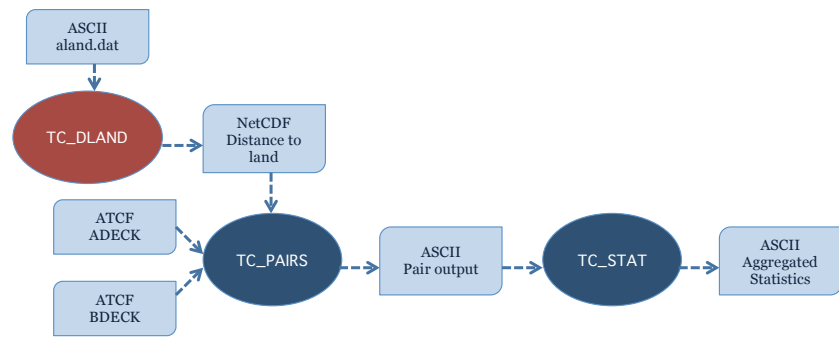 ASCII
aland.dat
TC_DLAND
NetCDF
Distance to
land
ATCF
ADECK
TC_PAIRS
ASCII
Pair output
TC_STAT
ASCII
Aggregated
Statistics
ATCF
BDECK